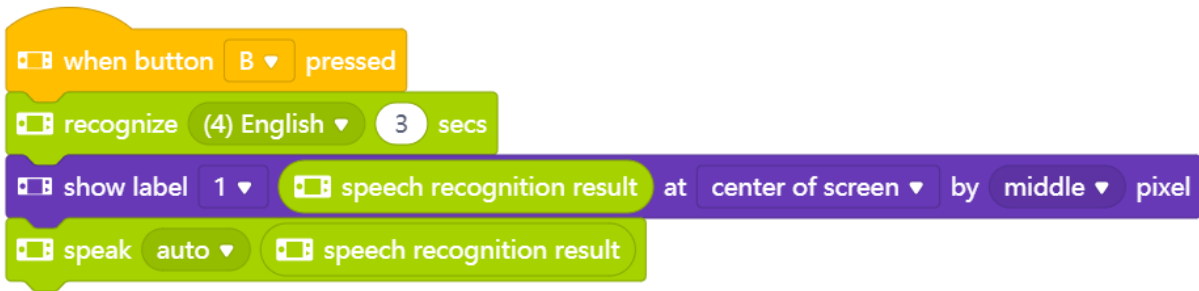 when button B pressed
recognize (4) English 3 secs
show label 1 speech recognition result at center of screen by middle pixel
speak auto speech recognition result